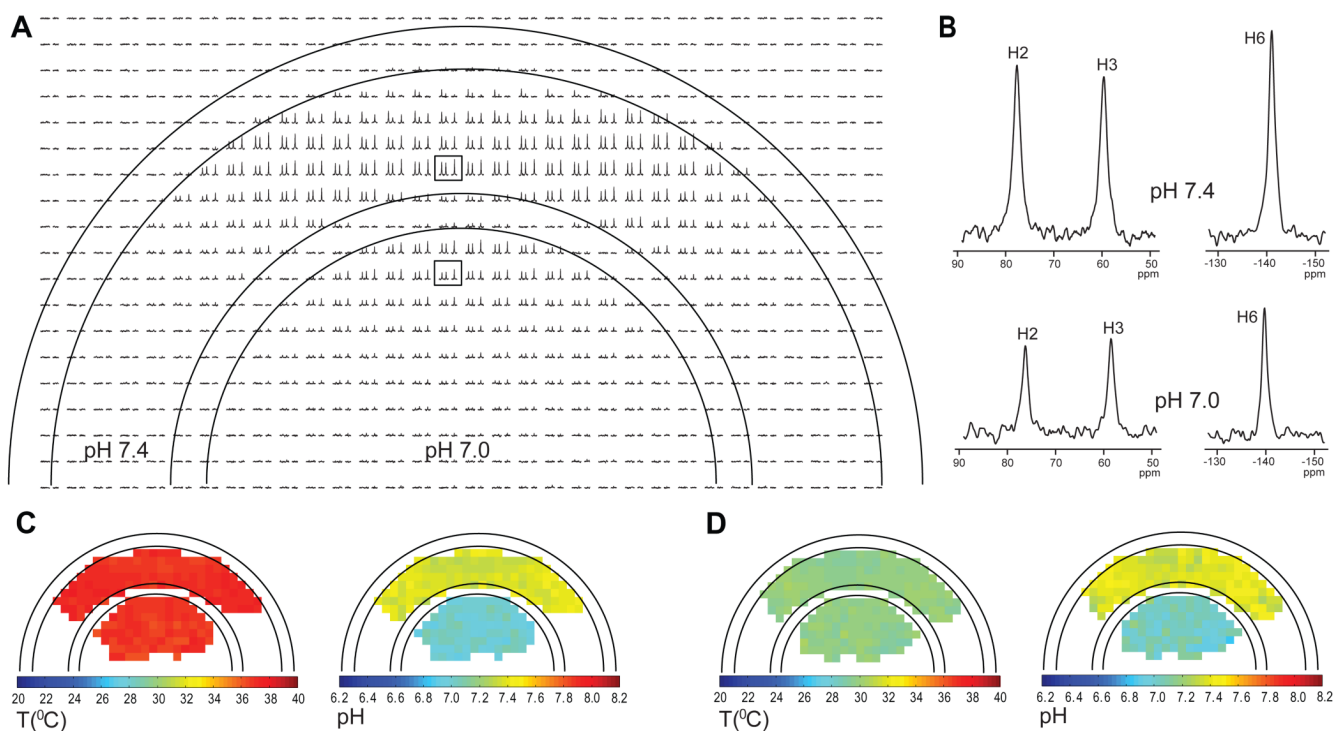 A
pH 7.4
pH 7.0
B
H2
H3
H6
pH 7.4
90 80 70 60 50 ppm
-130 -140 -150 ppm
H2
H3
H6
pH 7.0
90 80 70 60 50 ppm
-130 -140 -150 ppm
C
20 22 24 26 28 30 32 34 36 38 40
T(⁰C)
6.2 6.4 6.6 6.8 7.0 7.2 7.4 7.6 7.8 8.0 8.2
pH
D
20 22 24 26 28 30 32 34 36 38 40
T(⁰C)
6.2 6.4 6.6 6.8 7.0 7.2 7.4 7.6 7.8 8.0 8.2
pH